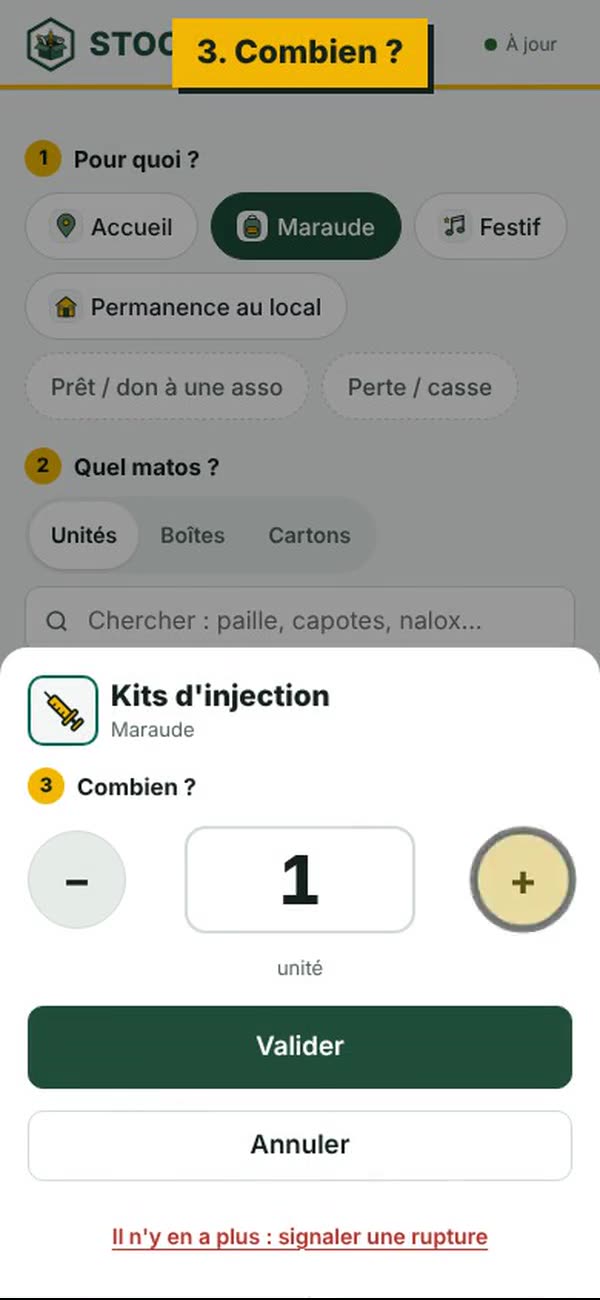 STOC
3. Combien ?
À jour
1 Pour quoi ?
Accueil
Maraude
Festif
Permanence au local
Prêt / don à une asso
Perte / casse
2 Quel matos ?
Unités
Boîtes
Cartons
Chercher : paille, capotes, nalox...
Kits d'injection
Maraude
3 Combien ?
− 1 +
unité
Valider
Annuler
Il n'y en a plus : signaler une rupture